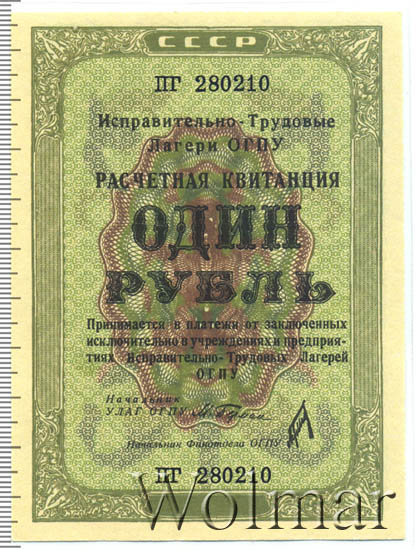 СССР
ПГ 280210
Исправительно-Трудовые
Лагери ОГПУ
РАСЧЕТНАЯ КВИТАНЦИЯ
ОДИН
РУБЛЬ
Принимается в платежи от заключенных
исключительно в учреждениях и предприя-
тиях Исправительно-Трудовых Лагерей
ОГПУ
Начальник
УЛАГ ОГПУ
Начальник Финотдела ОГПУ
ПГ 280210
Wolmar